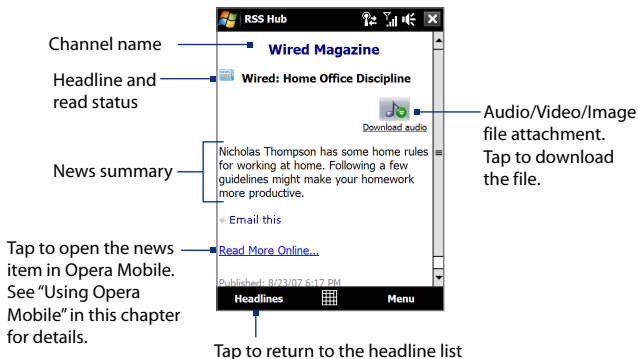 RSS Hub
Channel name
Wired Magazine
Headline and
read status
Wired: Home Office Discipline
Download audio
Audio/Video/Image
file attachment.
Tap to download
the file.
News summary
Nicholas Thompson has some home rules
for working at home. Following a few
guidelines might make your homework
more productive.
Email this
Tap to open the news
item in Opera Mobile.
See “Using Opera
Mobile” in this chapter
for details.
Read More Online...
Published: 8/23/07 6:17 PM
Headlines
Menu
Tap to return to the headline list